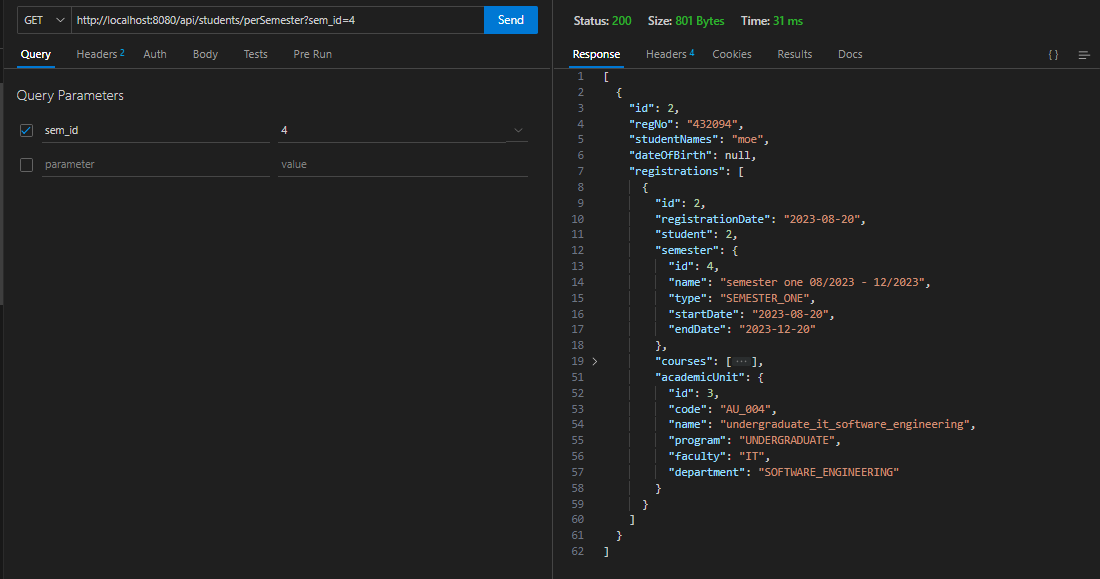 GET http://localhost:8080/api/students/perSemester?sem_id=4 Send
Query Headers 2 Auth Body Tests Pre Run
Query Parameters
sem_id 4
parameter value
Status: 200 Size: 801 Bytes Time: 31 ms
Response Headers 4 Cookies Results Docs {}
1 [
2 {
3 "id": 2,
4 "regNo": "432094",
5 "studentNames": "moe",
6 "dateOfBirth": null,
7 "registrations": [
8 {
9 "id": 2,
10 "registrationDate": "2023-08-20",
11 "student": 2,
12 "semester": {
13 "id": 4,
14 "name": "semester one 08/2023 - 12/2023",
15 "type": "SEMESTER_ONE",
16 "startDate": "2023-08-20",
17 "endDate": "2023-12-20"
18 },
19 "courses": [···],
51 "academicUnit": {
52 "id": 3,
53 "code": "AU_004",
54 "name": "undergraduate_it_software_engineering",
55 "program": "UNDERGRADUATE",
56 "faculty": "IT",
57 "department": "SOFTWARE_ENGINEERING"
58 }
59 }
60 ]
61 }
62 ]